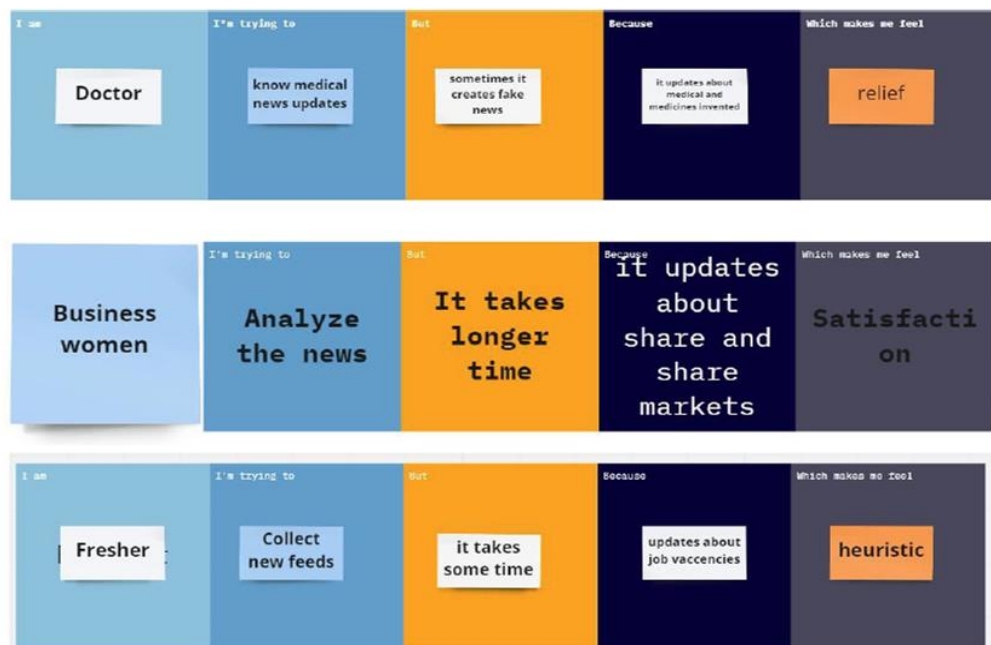 I am
I'm trying to
But
Because
Which makes me feel
Doctor
know medical
news updates
sometimes it
creates fake
news
it updates about
medical and
medicines invented
relief
I'm trying to
But
Because
Which makes me feel
Business
women
Analyze
the news
It takes
longer
time
it updates
about
share and
share
markets
Satisfacti
on
I am
I'm trying to
But
Because
Which makes me feel
Fresher
Collect
new feeds
it takes
some time
updates about
job vaccencies
heuristic